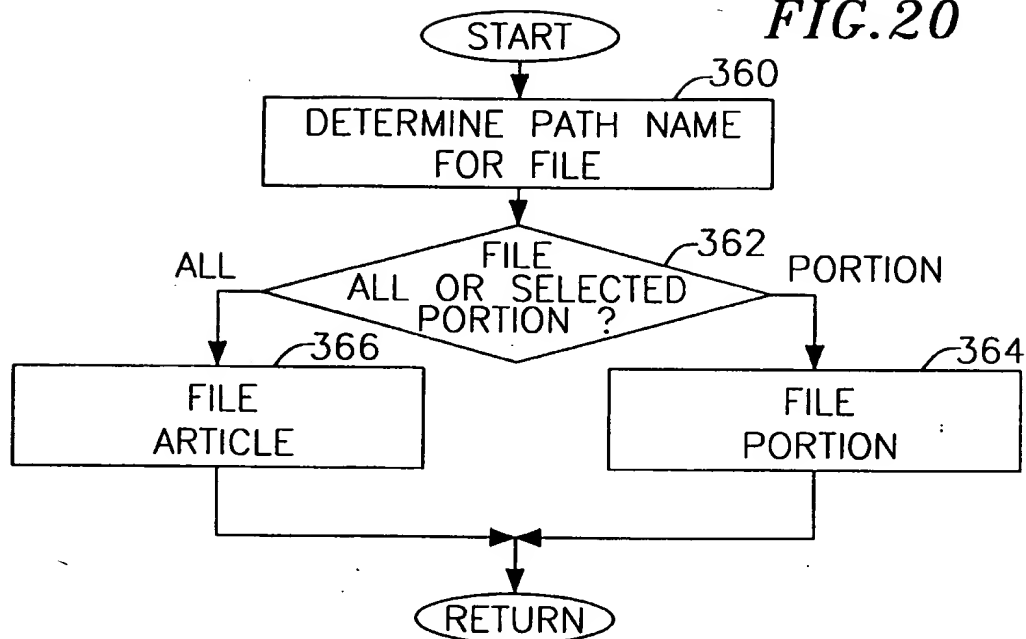 FIG.20
START
360
DETERMINE PATH NAME
FOR FILE
362
FILE
ALL OR SELECTED
PORTION ?
ALL
PORTION
366
FILE
ARTICLE
364
FILE
PORTION
RETURN